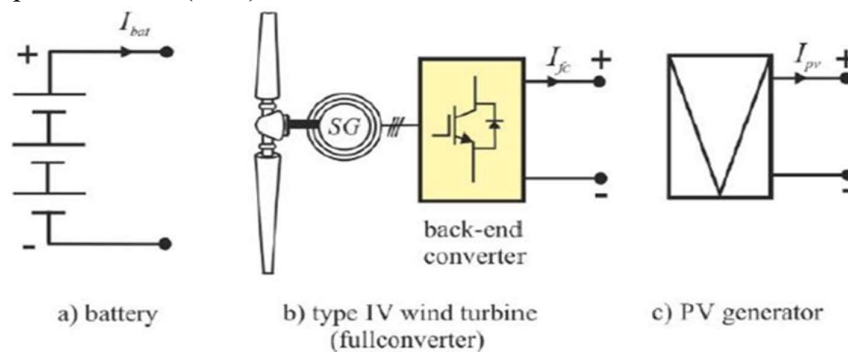 I_bat
+
-
a) battery
SG
I_fc
+
-
back-end
converter
b) type IV wind turbine
(fullconverter)
I_pv
+
-
c) PV generator